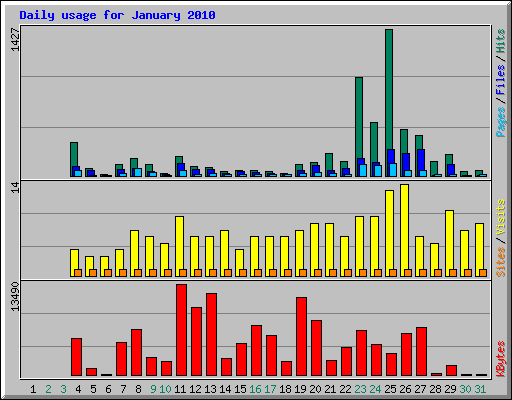 Daily usage for January 2010
1427
Pages / Files / Hits
14
Sites / Visits
13490
KBytes
1 2 3 4 5 6 7 8 9 10 11 12 13 14 15 16 17 18 19 20 21 22 23 24 25 26 27 28 29 30 31